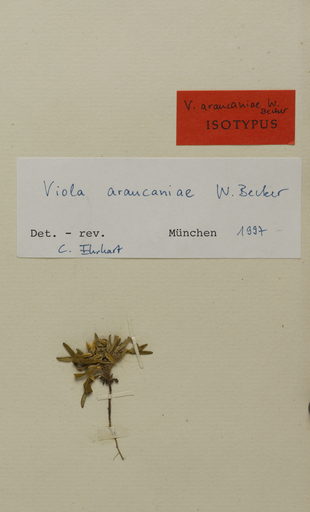 V. araucaniae W.
Becker
ISOTYPUS
Viola araucaniae W. Becker
Det. - rev. München 1997
C. Ehrhart